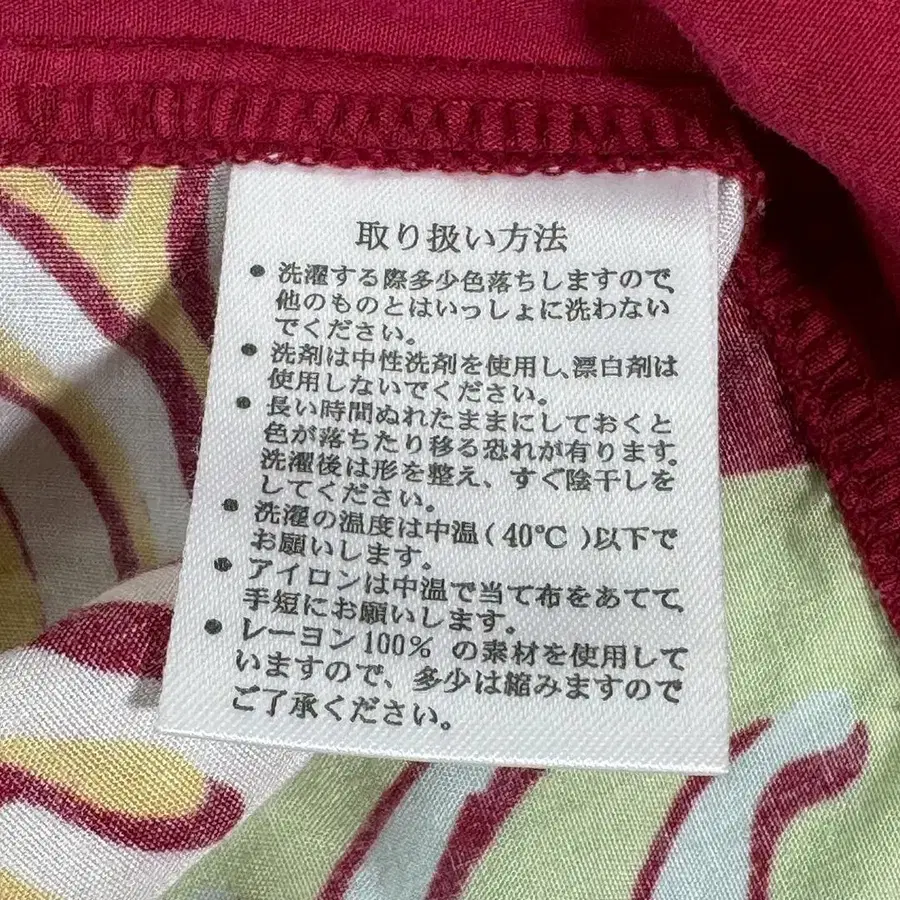 取り扱い方法
● 洗濯する際多少色落ちしますので、
他のものとはいっしょに洗わない
でください。
● 洗剤は中性洗剤を使用し、漂白剤は
使用しないでください。
● 長い時間ぬれたままにしておくと
色が落ちたり移る恐れが有ります。
洗濯後は形を整え、すぐ陰干しを
してください。
● 洗濯の温度は中温(40℃)以下で
お願いします。
● アイロンは中温で当て布をあてて、
手短にお願いします。
● レーヨン100% の素材を使用して
いますので、多少は縮みますので
ご了承ください。